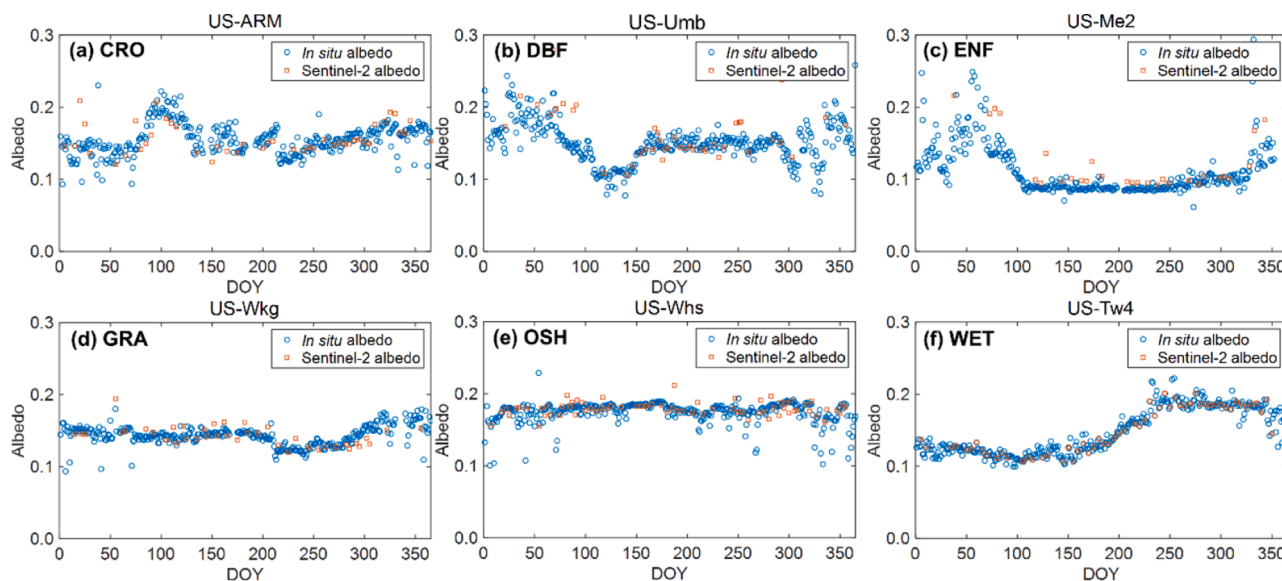 US-ARM
(a) CRO
In situ albedo
Sentinel-2 albedo
Albedo
0.3
0.2
0.1
0.0
0 50 100 150 200 250 300 350
DOY
US-Umb
(b) DBF
In situ albedo
Sentinel-2 albedo
Albedo
0.3
0.2
0.1
0.0
0 50 100 150 200 250 300 350
DOY
US-Me2
(c) ENF
In situ albedo
Sentinel-2 albedo
Albedo
0.3
0.2
0.1
0.0
0 50 100 150 200 250 300 350
DOY
US-Wkg
(d) GRA
In situ albedo
Sentinel-2 albedo
Albedo
0.3
0.2
0.1
0.0
0 50 100 150 200 250 300 350
DOY
US-Whs
(e) OSH
In situ albedo
Sentinel-2 albedo
Albedo
0.3
0.2
0.1
0.0
0 50 100 150 200 250 300 350
DOY
US-Tw4
(f) WET
In situ albedo
Sentinel-2 albedo
Albedo
0.3
0.2
0.1
0.0
0 50 100 150 200 250 300 350
DOY